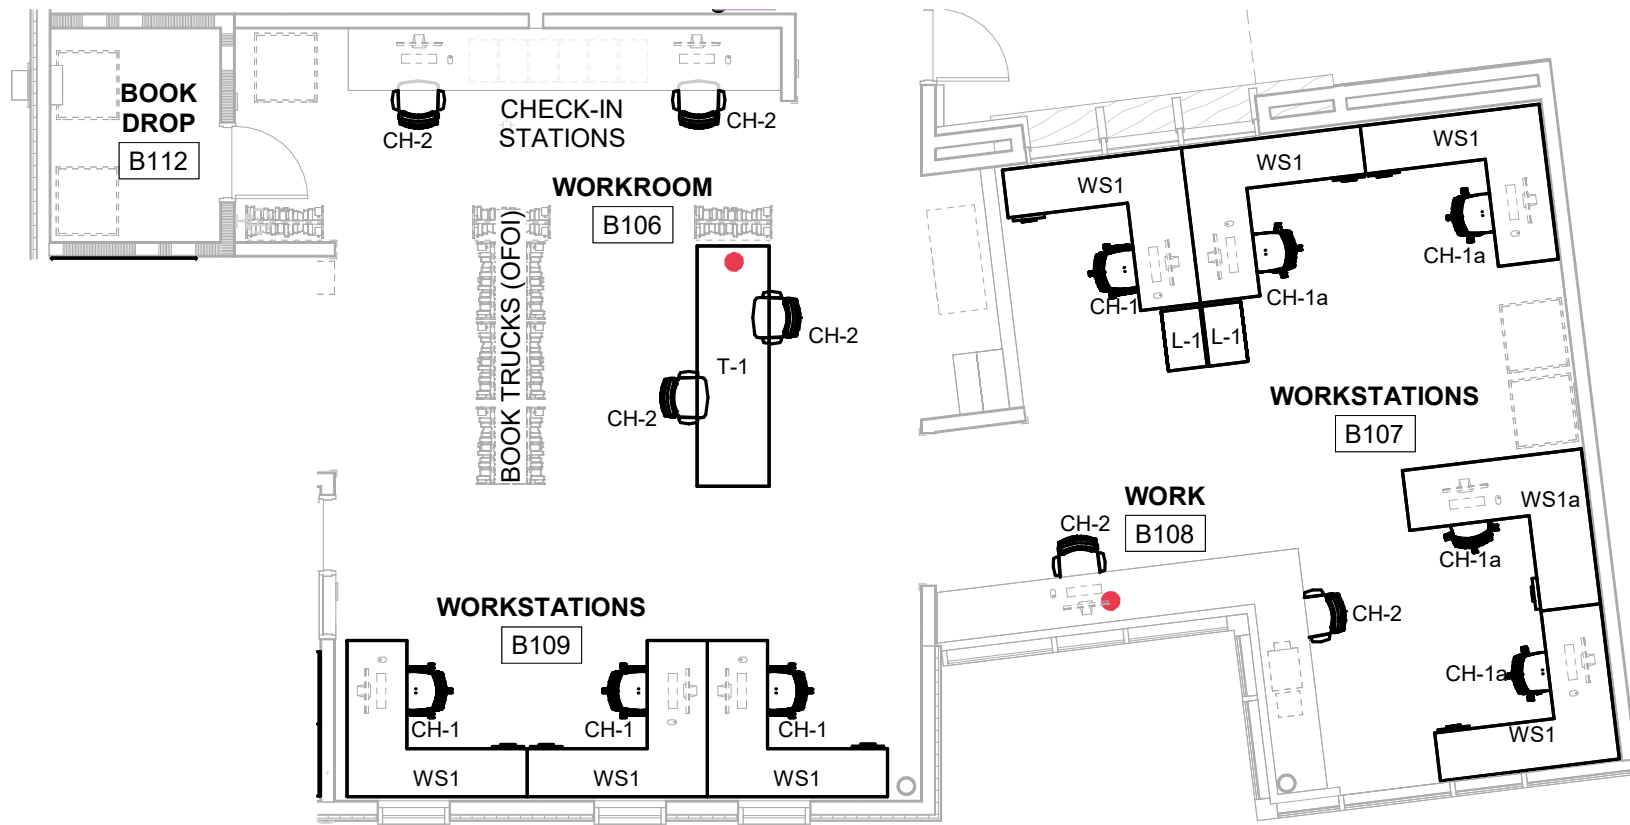 BOOK
DROP
B112
CH-2
CHECK-IN
STATIONS
CH-2
WORKROOM
B106
BOOK TRUCKS (OFOI)
CH-2
T-1
CH-2
WORKSTATIONS
B109
CH-1
CH-1
CH-1
WS1
WS1
WS1
WS1
WS1
WS1
CH-1
CH-1a
CH-1a
L-1
L-1
WORKSTATIONS
B107
WORK
B108
CH-2
CH-2
WS1a
CH-1a
CH-1a
WS1